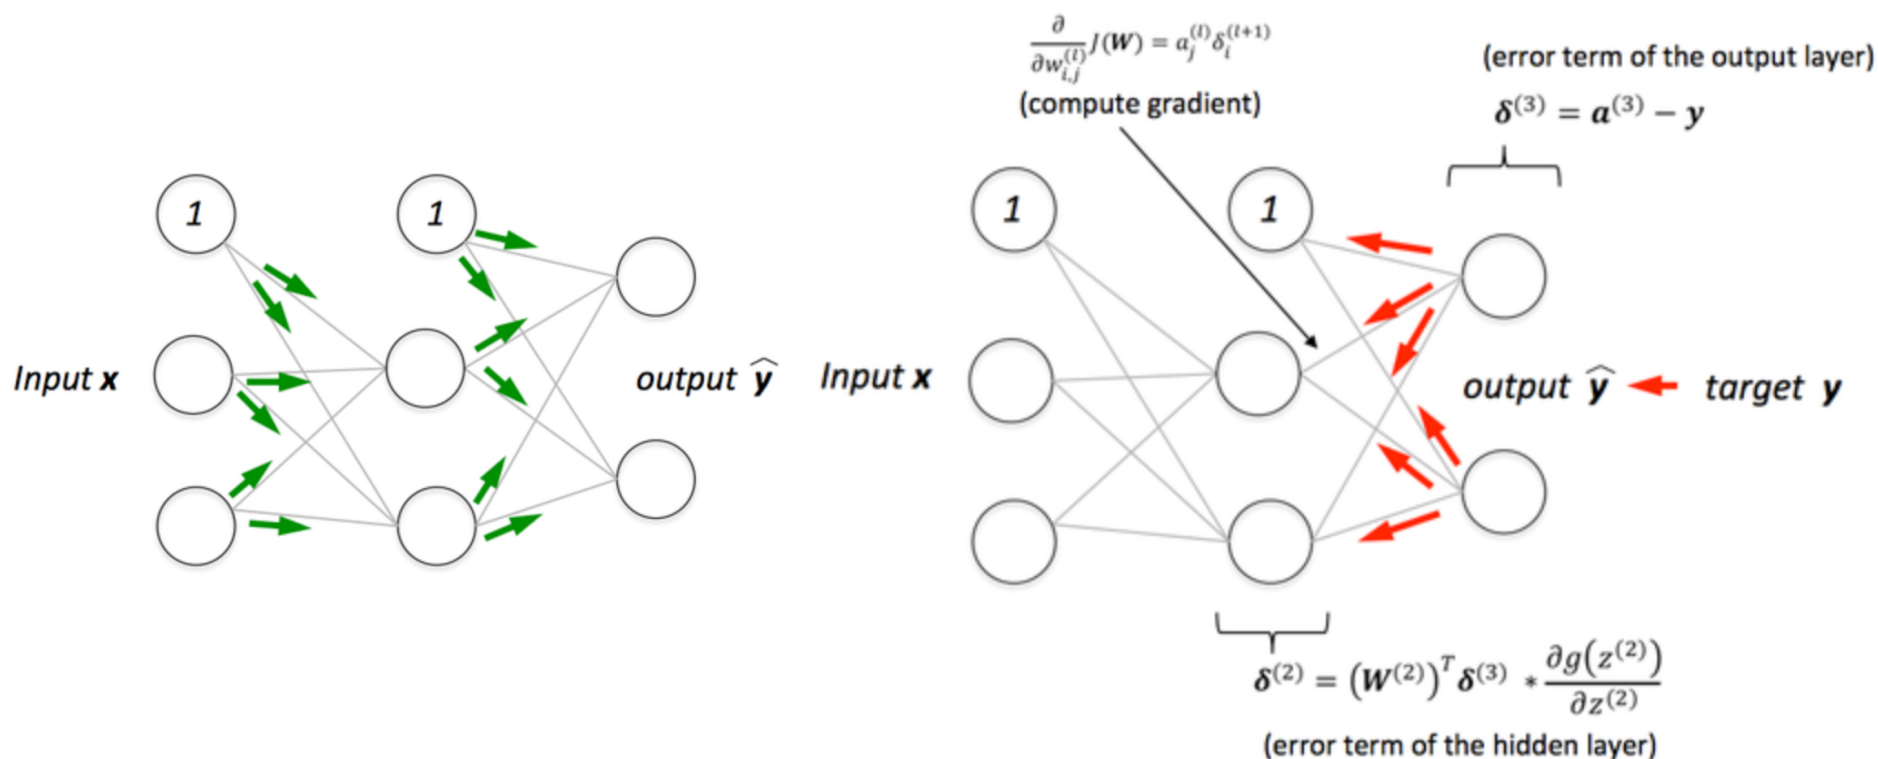 1
1
Input x
output ŷ
∂/∂w_{i,j}^{(l)} J(W) = a_j^{(l)} δ_i^{(l+1)}
(compute gradient)
(error term of the output layer)
δ^{(3)} = a^{(3)} − y
1
1
Input x
output ŷ
target y
δ^{(2)} = (W^{(2)})^T δ^{(3)} * ∂g(z^{(2)})/∂z^{(2)}
(error term of the hidden layer)